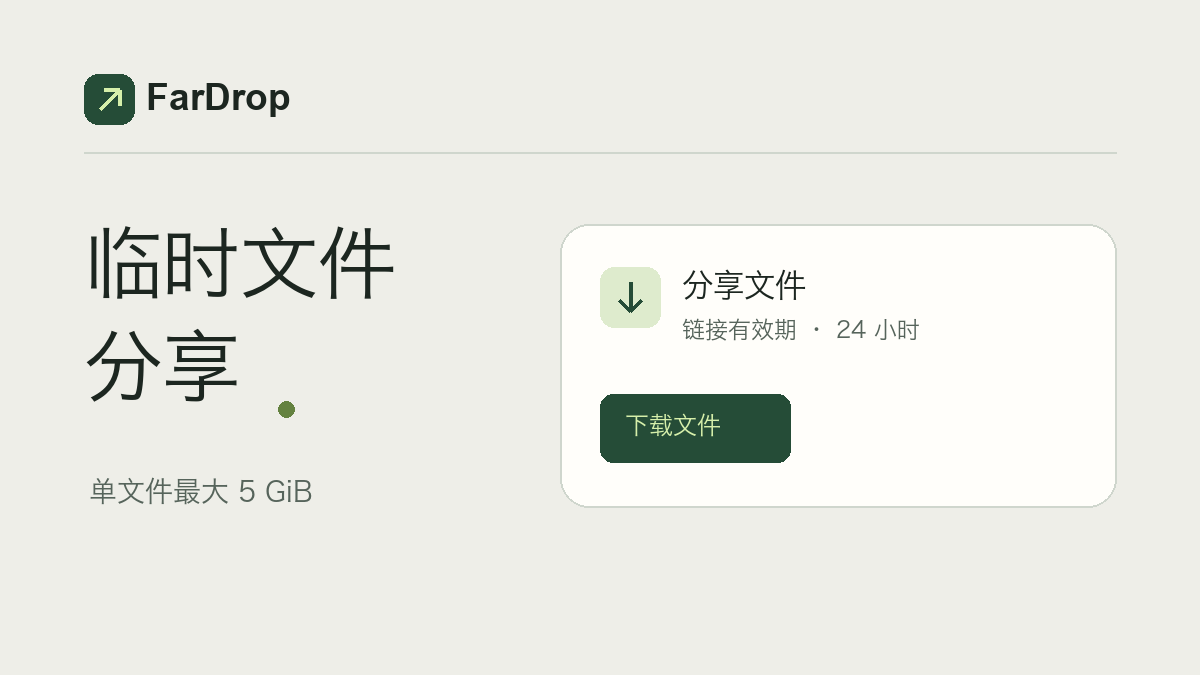 FarDrop
临时文件
分享
单文件最大 5 GiB
分享文件
链接有效期 · 24 小时
下载文件